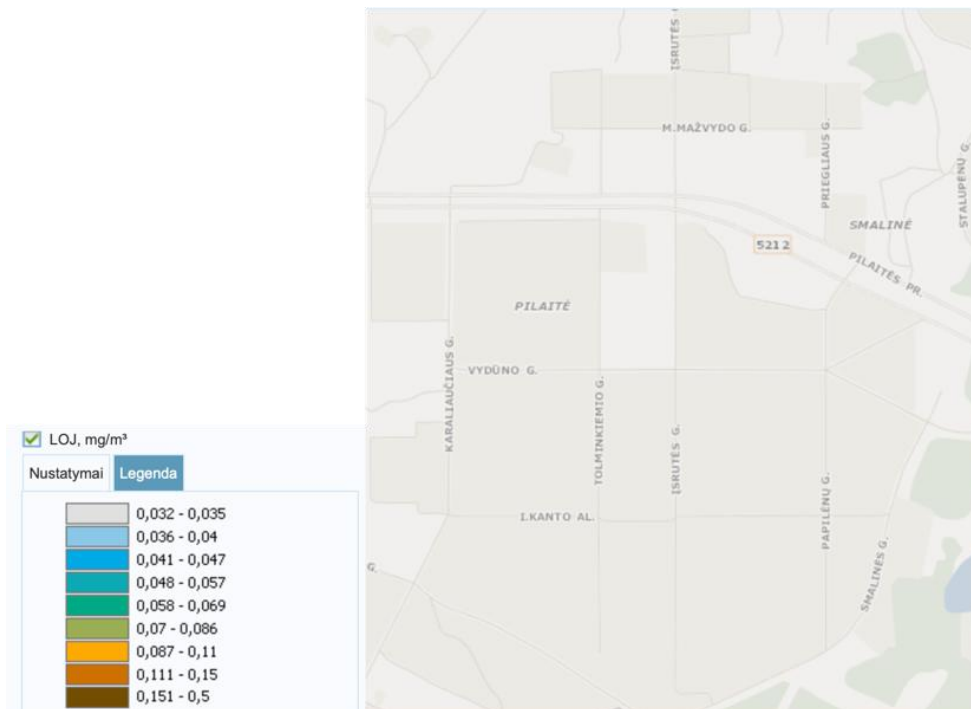 ISRUTĖS G
M.MAŽVYDO G.
PRIEGLIAUS G.
STALUPĖNŲ G.
SMALINĖ
5212
PILAITĖS PR.
PILAITĖ
KARALIAUČIAUS G.
VYDŪNO G.
TOLMINKIEMIO G.
ĮSRUTĖS G.
PAPILĖNŲ G.
I.KANTO AL.
SMALINĖS G.
G.
LOJ, mg/m³
Nustatymai Legenda
0,032 - 0,035
0,036 - 0,04
0,041 - 0,047
0,048 - 0,057
0,058 - 0,069
0,07 - 0,086
0,087 - 0,11
0,111 - 0,15
0,151 - 0,5